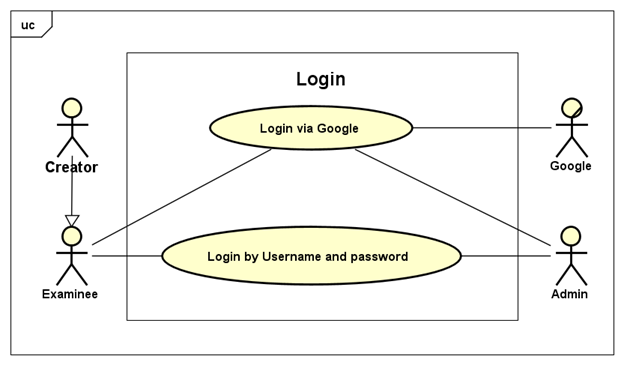 uc
Login
Login via Google
Creator
Google
Login by Username and password
Examinee
Admin